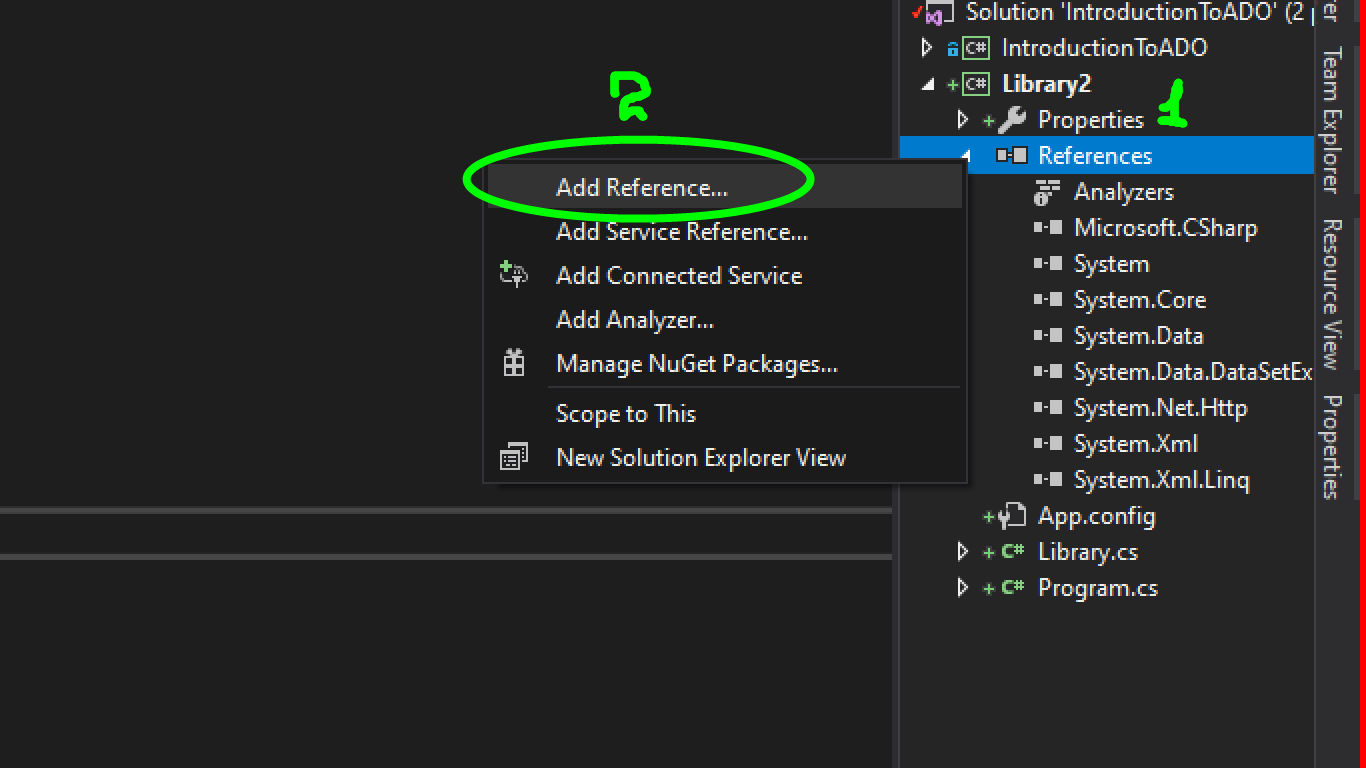 Solution 'IntroductionToADO' (2
IntroductionToADO
Library2
1
Properties
References
2
Add Reference...
Add Service Reference...
Add Connected Service
Add Analyzer...
Manage NuGet Packages...
Scope to This
New Solution Explorer View
Analyzers
Microsoft.CSharp
System
System.Core
System.Data
System.Data.DataSetEx
System.Net.Http
System.Xml
System.Xml.Linq
App.config
C# Library.cs
C# Program.cs
Team Explorer
Resource View
Properties